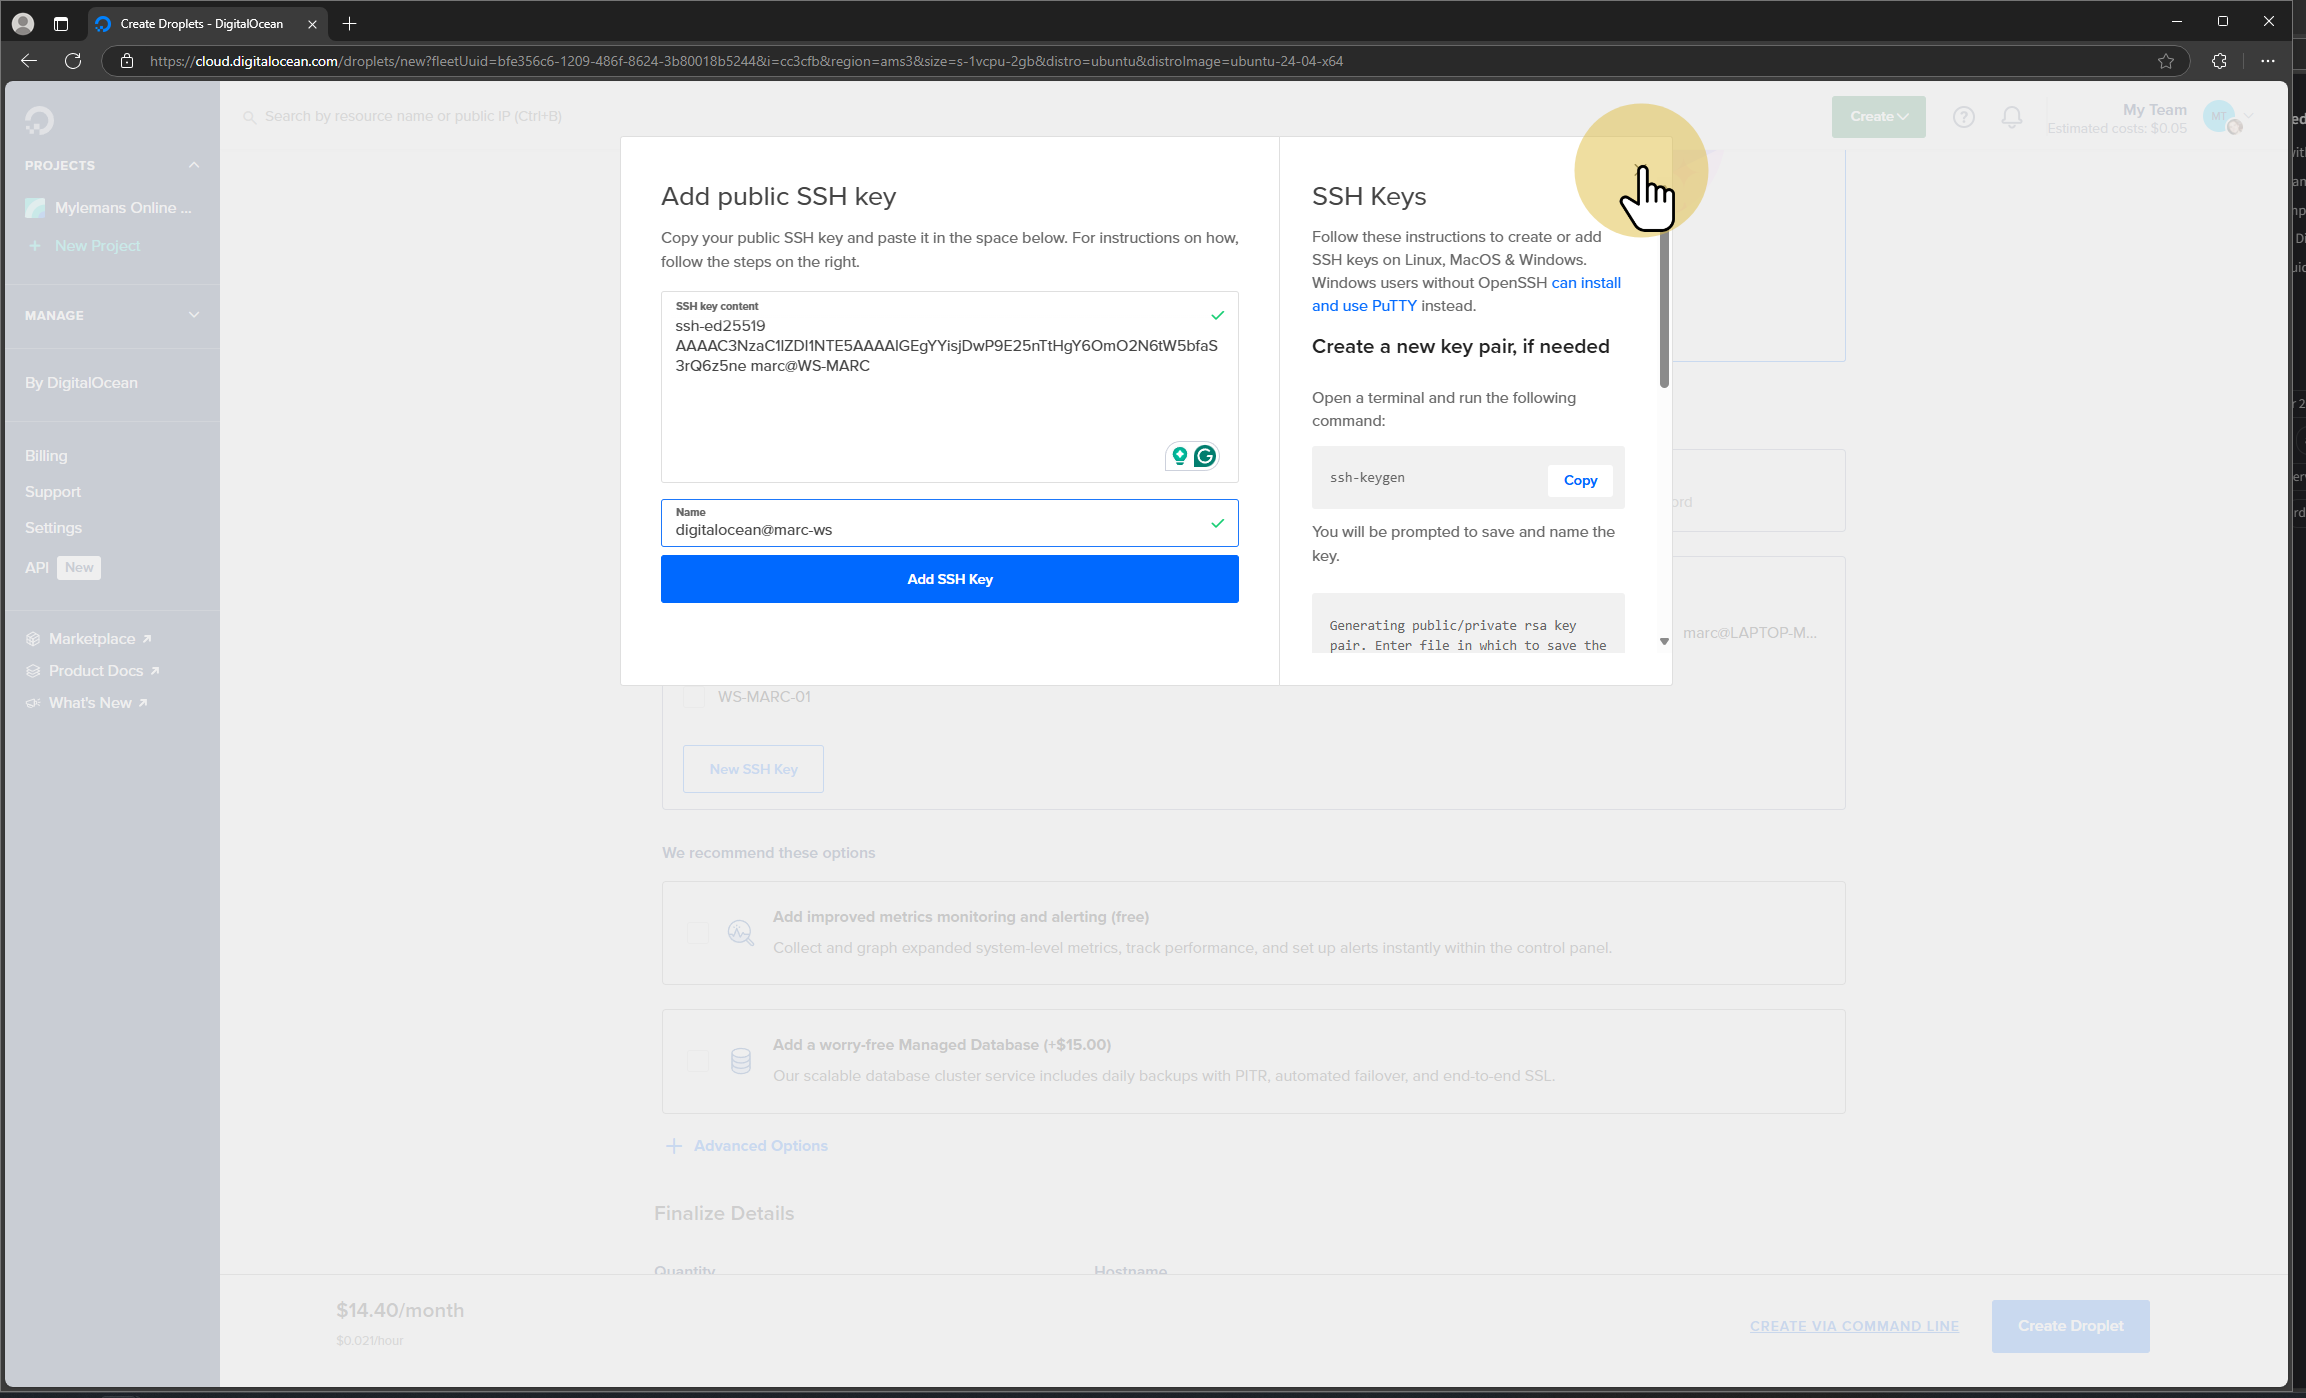 Create Droplets - DigitalOcean
https://cloud.digitalocean.com/droplets/new?fleetUuid=bfe356c6-1209-486f-8624-3b80018b5244&i=cc3cfb&region=ams3&size=s-1vcpu-2gb&distro=ubuntu&distroImage=ubuntu-24-04-x64
Search by resource name or public IP (Ctrl+B)
Create
My Team
Estimated costs: $0.05
MT
PROJECTS
Mylemans Online ...
+ New Project
MANAGE
By DigitalOcean
Billing
Support
Settings
API New
Marketplace
Product Docs
What's New
Add public SSH key
Copy your public SSH key and paste it in the space below. For instructions on how,
follow the steps on the right.
SSH key content
ssh-ed25519
AAAAC3NzaC1lZDI1NTE5AAAAIGEgYYisjDwP9E25nTtHgY6OmO2N6tW5bfaS
3rQ6z5ne marc@WS-MARC
Name
digitalocean@marc-ws
Add SSH Key
SSH Keys
Follow these instructions to create or add
SSH keys on Linux, MacOS & Windows.
Windows users without OpenSSH can install
and use PuTTY instead.
Create a new key pair, if needed
Open a terminal and run the following
command:
ssh-keygen
Copy
You will be prompted to save and name the
key.
Generating public/private rsa key
pair. Enter file in which to save the
marc@LAPTOP-M...
WS-MARC-01
New SSH Key
We recommend these options
Add improved metrics monitoring and alerting (free)
Collect and graph expanded system-level metrics, track performance, and set up alerts instantly within the control panel.
Add a worry-free Managed Database (+$15.00)
Our scalable database cluster service includes daily backups with PITR, automated failover, and end-to-end SSL.
+ Advanced Options
Finalize Details
Quantity
Hostname
$14.40/month
$0.021/hour
CREATE VIA COMMAND LINE
Create Droplet